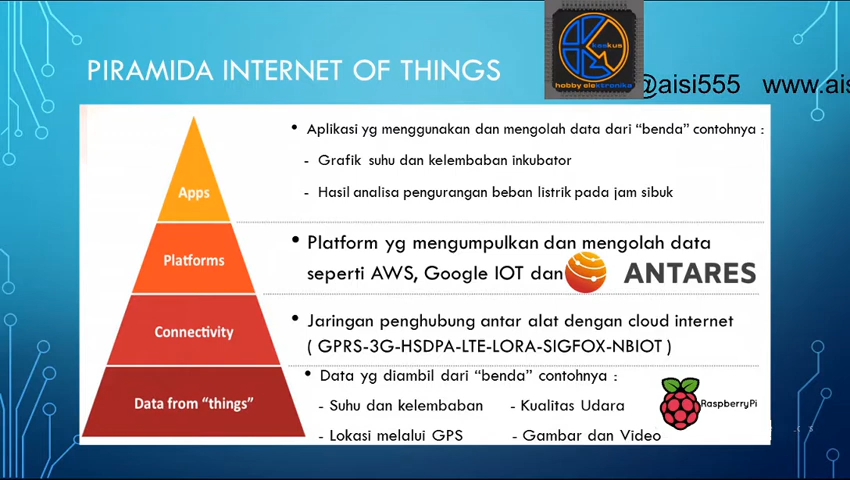 PIRAMIDA INTERNET OF THINGS
kaskus
hobby elektronika
@aisi555 www.ais
Apps
• Aplikasi yg menggunakan dan mengolah data dari “benda” contohnya :
- Grafik suhu dan kelembaban inkubator
- Hasil analisa pengurangan beban listrik pada jam sibuk
Platforms
• Platform yg mengumpulkan dan mengolah data
seperti AWS, Google IOT dan ANTARES
Connectivity
• Jaringan penghubung antar alat dengan cloud internet
( GPRS-3G-HSDPA-LTE-LORA-SIGFOX-NBIOT )
Data from “things”
• Data yg diambil dari “benda” contohnya :
- Suhu dan kelembaban - Kualitas Udara
- Lokasi melalui GPS - Gambar dan Video
RaspberryPi